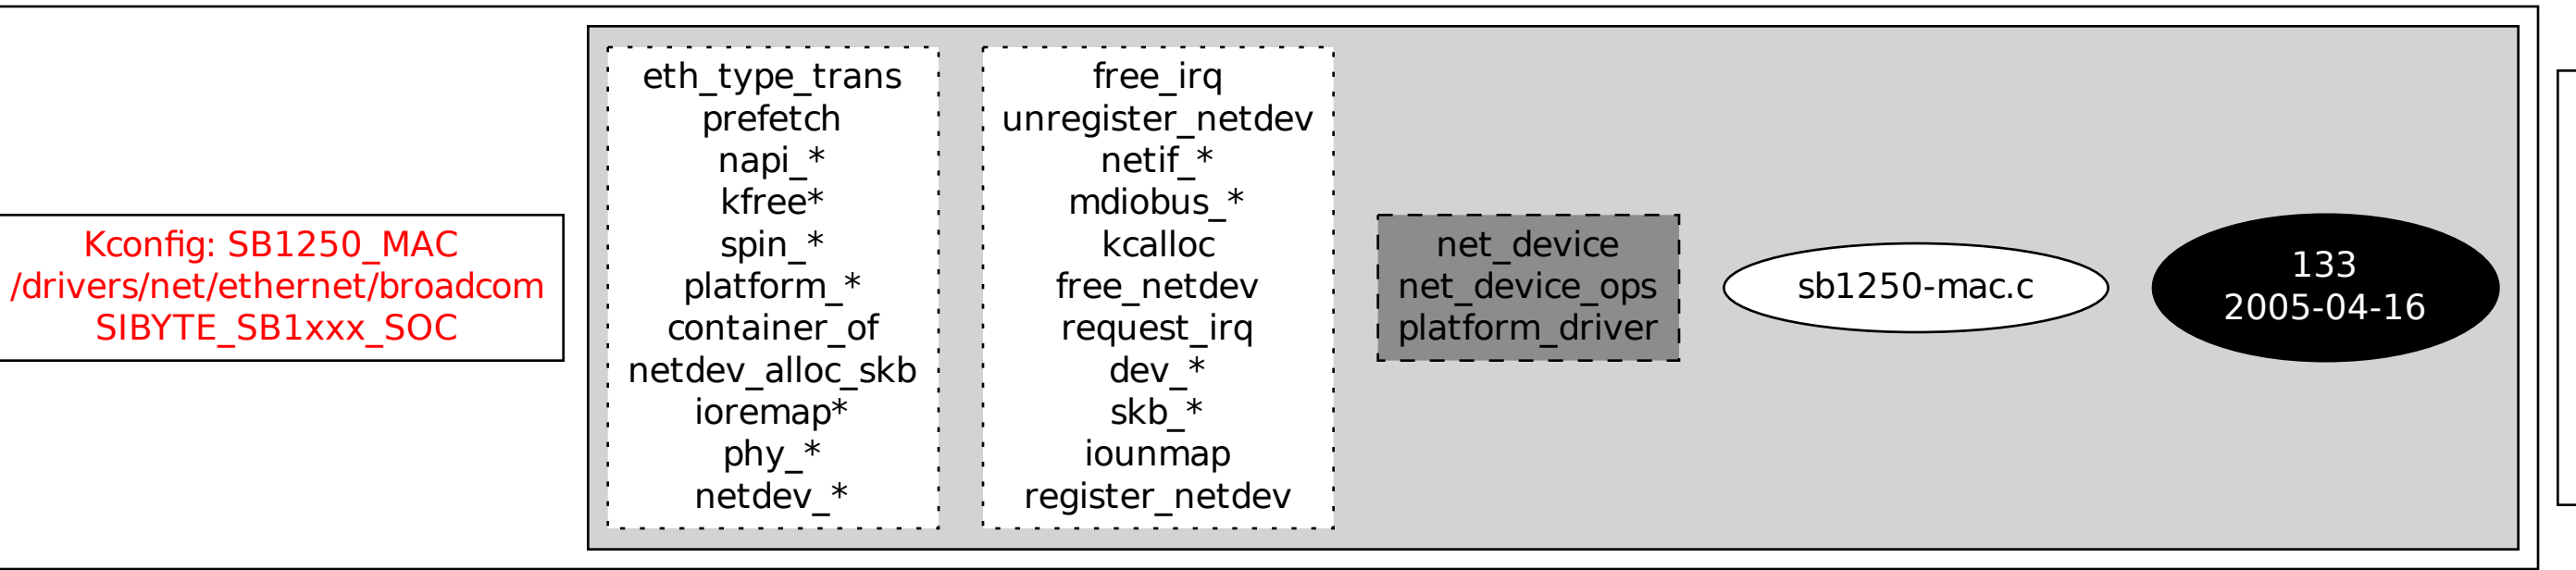 Kconfig: SB1250_MAC
/drivers/net/ethernet/broadcom
SIBYTE_SB1xxx_SOC
eth_type_trans
prefetch
napi_*
kfree*
spin_*
platform_*
container_of
netdev_alloc_skb
ioremap*
phy_*
netdev_*
free_irq
unregister_netdev
netif_*
mdiobus_*
kcalloc
free_netdev
request_irq
dev_*
skb_*
iounmap
register_netdev
net_device
net_device_ops
platform_driver
sb1250-mac.c
133
2005-04-16